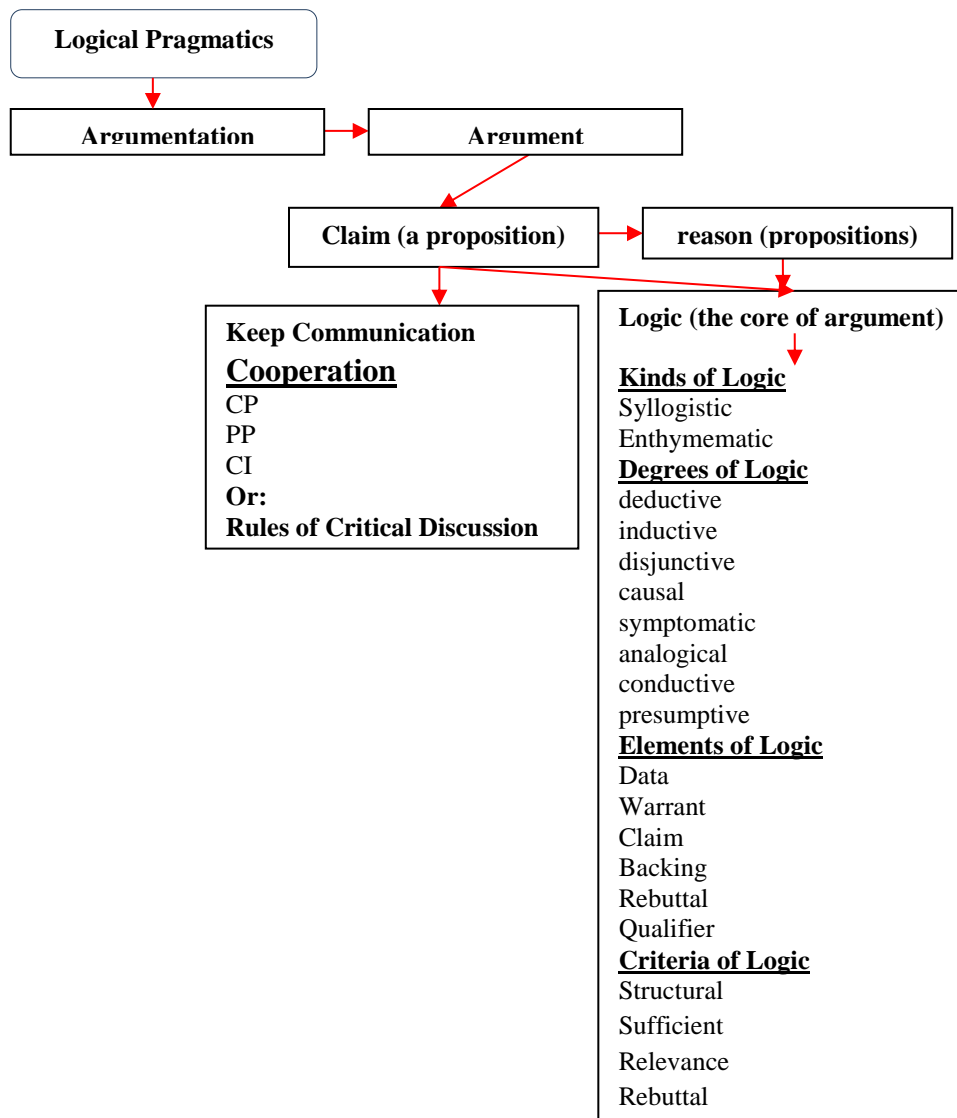 Logical Pragmatics
Argumentation
Argument
Claim (a proposition)
reason (propositions)
Keep Communication
Cooperation
CP
PP
CI
Or:
Rules of Critical Discussion
Logic (the core of argument)
Kinds of Logic
Syllogistic
Enthymematic
Degrees of Logic
deductive
inductive
disjunctive
causal
symptomatic
analogical
conductive
presumptive
Elements of Logic
Data
Warrant
Claim
Backing
Rebuttal
Qualifier
Criteria of Logic
Structural
Sufficient
Relevance
Rebuttal